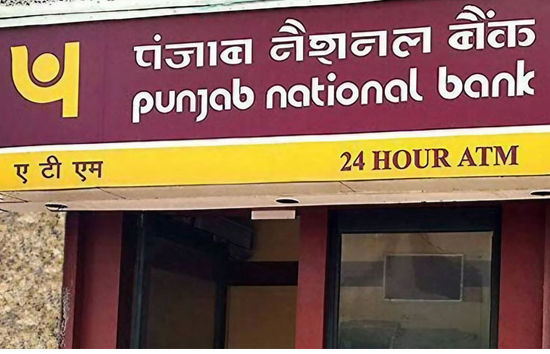 पंजाब नैशनल बैंक
punjab national bank
ए टी एम 24 HOUR ATM